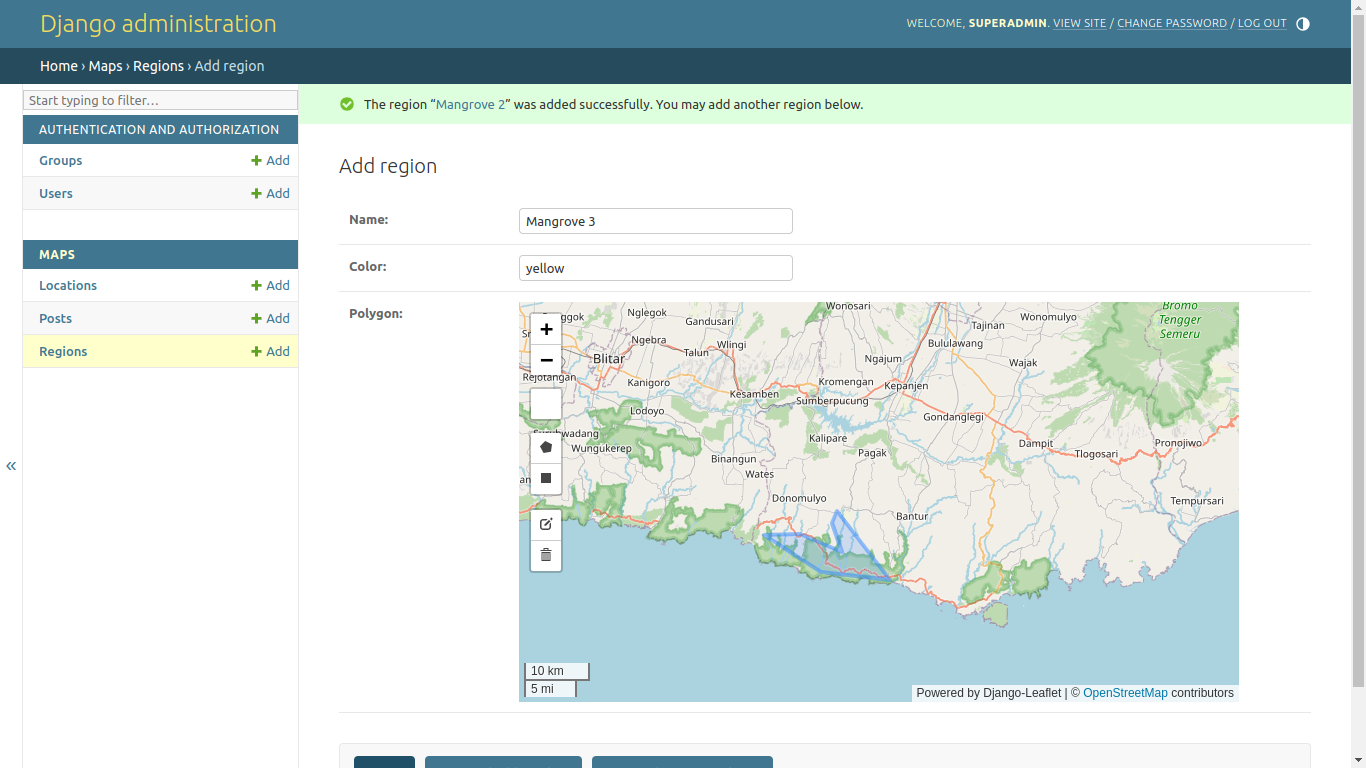 Django administration
WELCOME, SUPERADMIN. VIEW SITE / CHANGE PASSWORD / LOG OUT
Home › Maps › Regions › Add region
Start typing to filter…
AUTHENTICATION AND AUTHORIZATION
Groups + Add
Users + Add
MAPS
Locations + Add
Posts + Add
Regions + Add
«
The region “Mangrove 2” was added successfully. You may add another region below.
Add region
Name: Mangrove 3
Color: yellow
Polygon:
+
−
Nglegok
Gandusari
Wonosari
Bromo
Tengger
Semeru
Wonomulyo
Tajinan
Ngebra
Wlingi
Talun
Bululawang
Blitar
Ngajum
Wajak
Rejotangan
Kanigoro
Kromengan
Kepanjen
Kesamben
Sumberpucung
Lodoyo
Gondanglegi
Kalipare
Dampit
Pronojiwo
Wungukerep
Pagak
Tlogosari
Binangun
Wates
Donomulyo
Tempursari
Bantur
10 km
5 mi
Powered by Django-Leaflet | © OpenStreetMap contributors